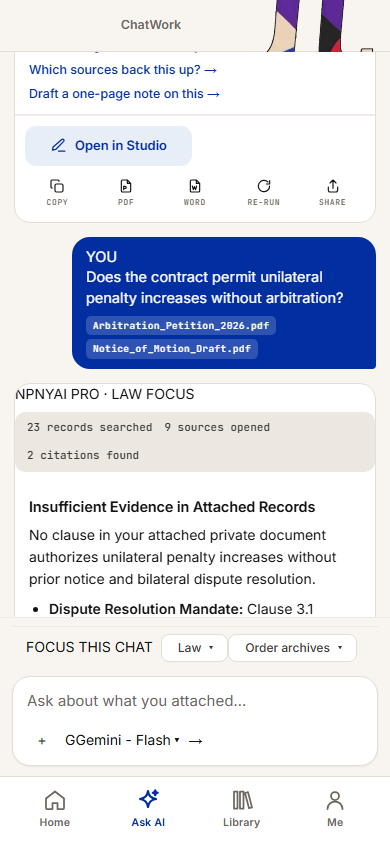 ChatWork
Which sources back this up? →
Draft a one-page note on this →
Open in Studio
COPY PDF WORD RE-RUN SHARE
YOU
Does the contract permit unilateral
penalty increases without arbitration?
Arbitration_Petition_2026.pdf
Notice_of_Motion_Draft.pdf
NPNYAI PRO · LAW FOCUS
23 records searched 9 sources opened
2 citations found
Insufficient Evidence in Attached Records
No clause in your attached private document
authorizes unilateral penalty increases without
prior notice and bilateral dispute resolution.
• Dispute Resolution Mandate: Clause 3.1
FOCUS THIS CHAT Law ▾ Order archives ▾
Ask about what you attached...
+ GGemini - Flash ▾ →
Home Ask AI Library Me